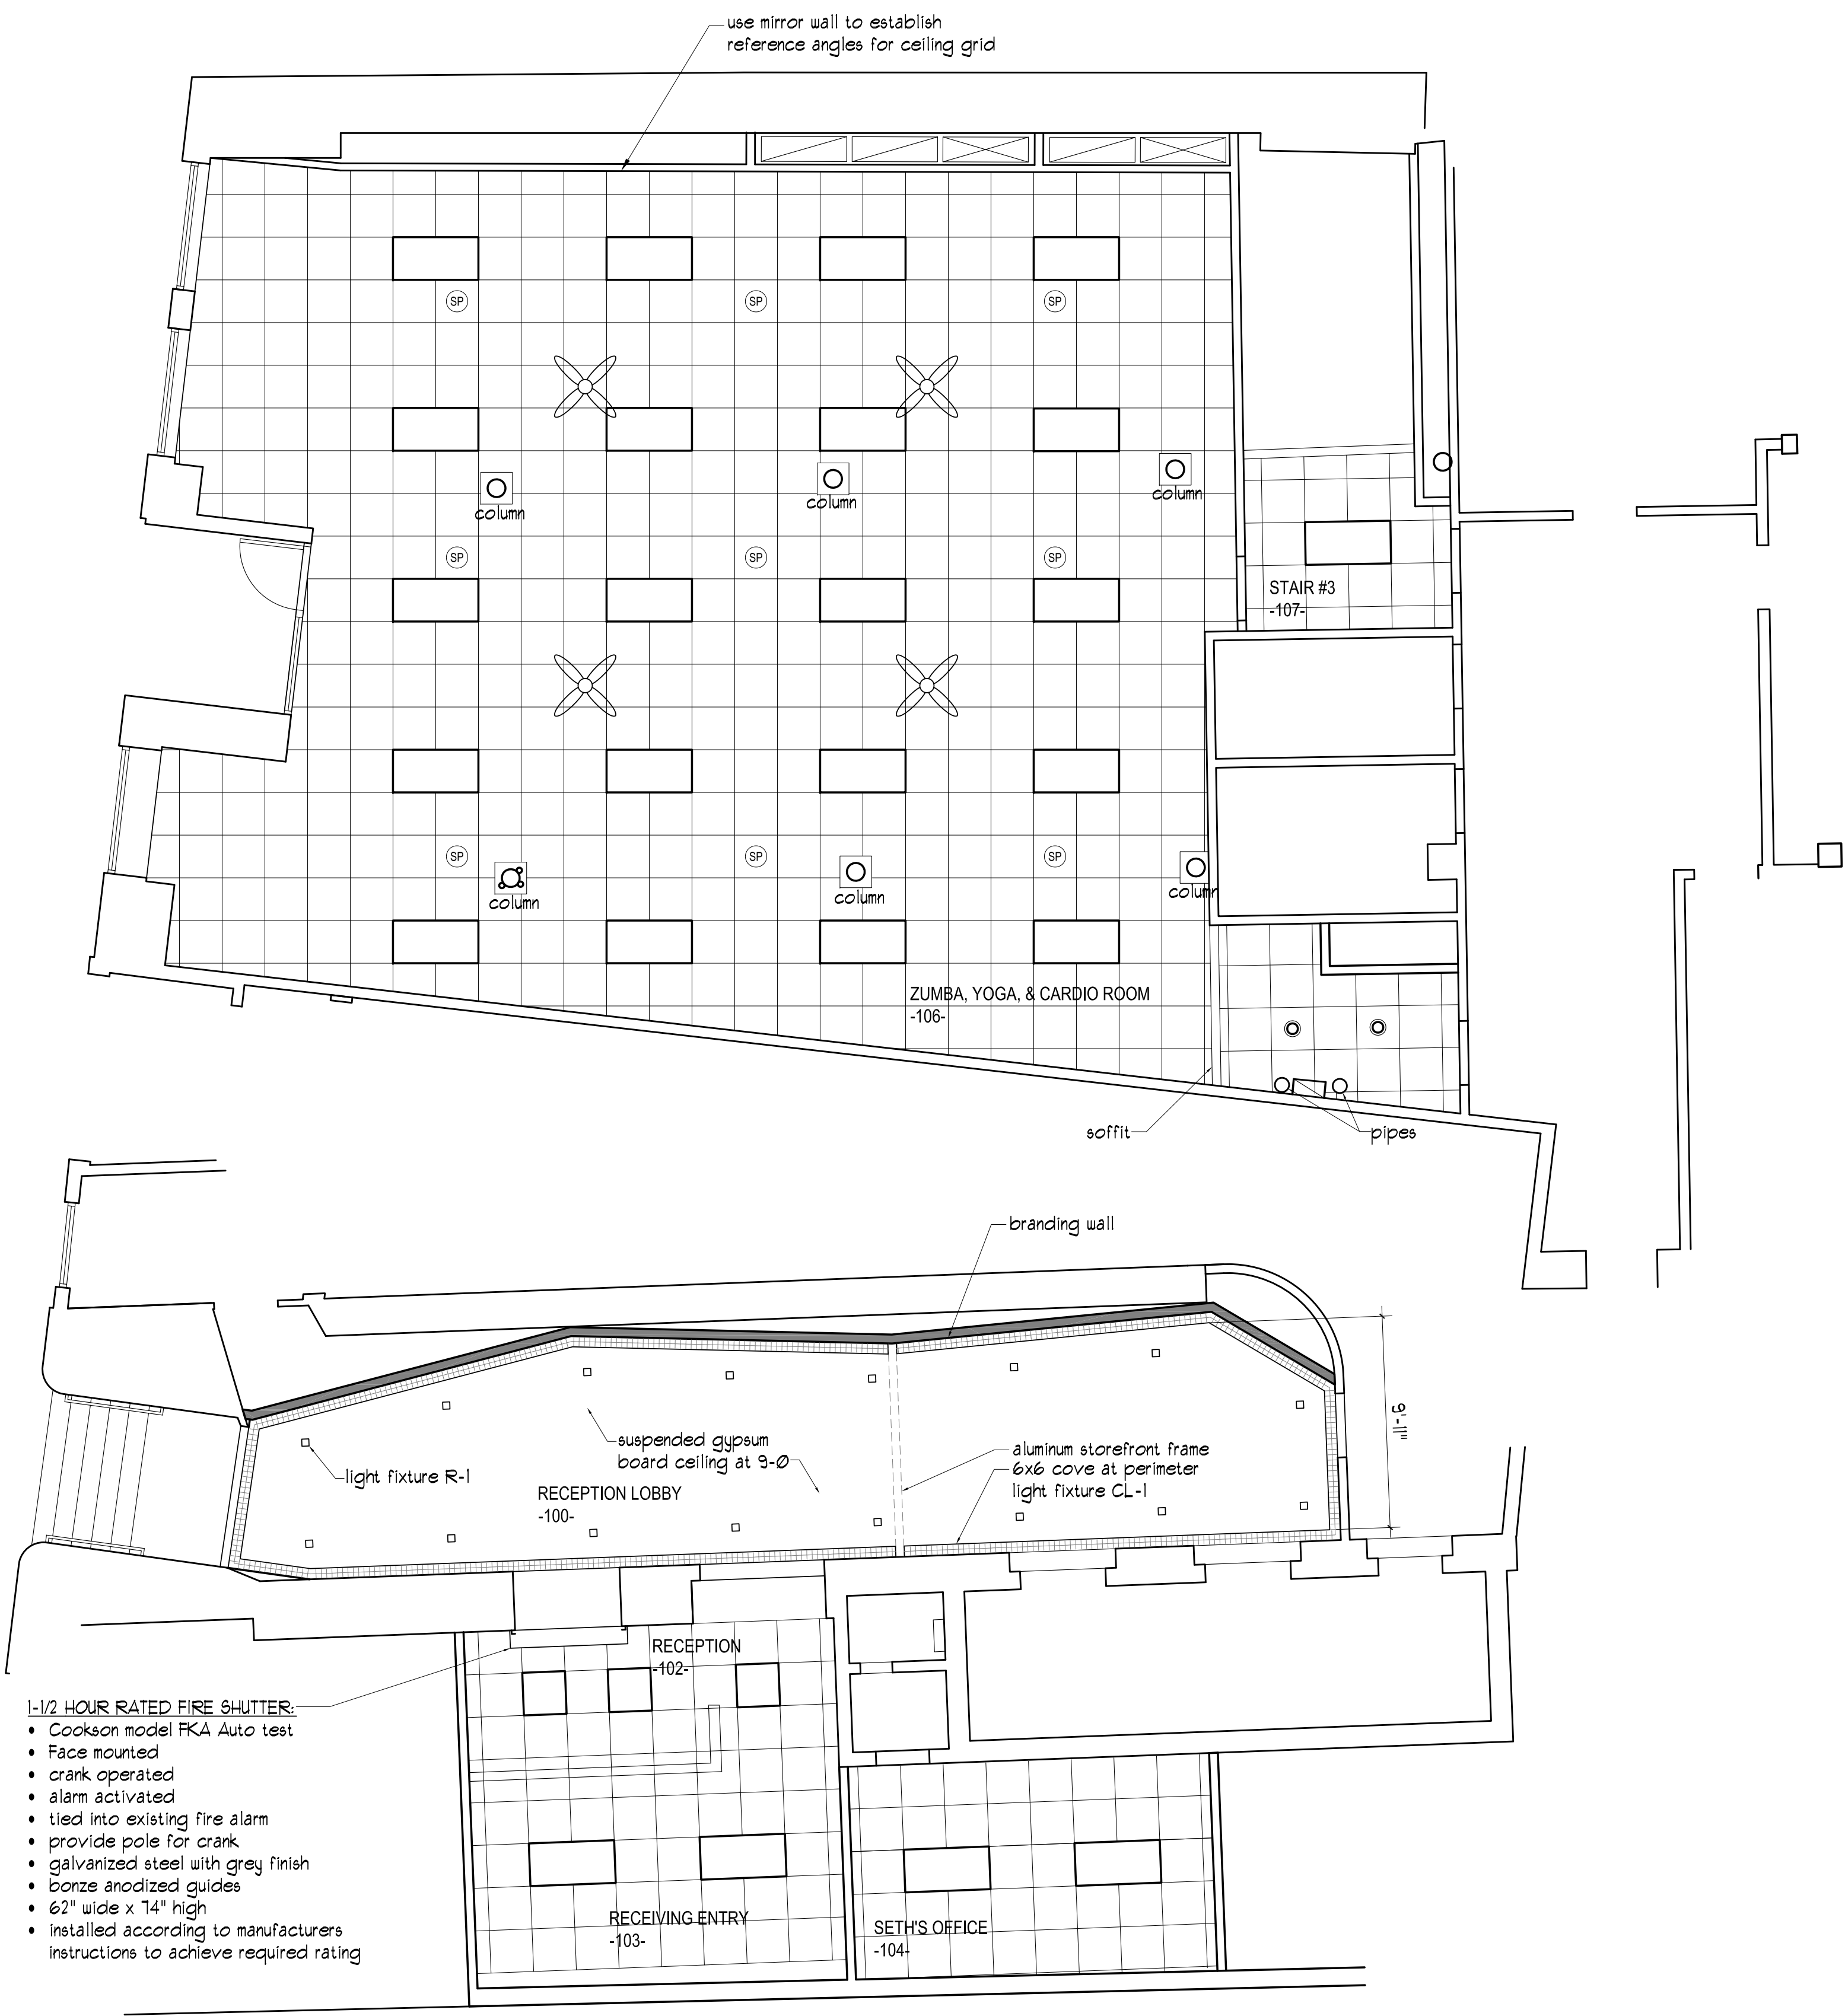 use mirror wall to establish
reference angles for ceiling grid
SP
SP
SP
column
column
column
SP
SP
SP
STAIR #3
-107-
SP
SP
SP
column
column
column
ZUMBA, YOGA, & CARDIO ROOM
-106-
soffit
pipes
branding wall
9'-11"
suspended gypsum
board ceiling at 9-0
aluminum storefront frame
6x6 cove at perimeter
light fixture CL-1
light fixture R-1
RECEPTION LOBBY
-100-
RECEPTION
-102-
1-1/2 HOUR RATED FIRE SHUTTER:
• Cookson model FKA Auto test
• Face mounted
• crank operated
• alarm activated
• tied into existing fire alarm
• provide pole for crank
• galvanized steel with grey finish
• bonze anodized guides
• 62" wide x 74" high
• installed according to manufacturers
instructions to achieve required rating
RECEIVING ENTRY
-103-
SETH'S OFFICE
-104-